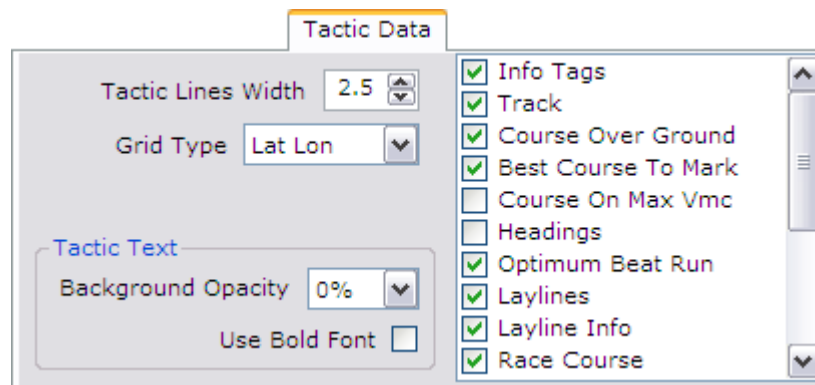 Tactic Data
Tactic Lines Width 2.5
Grid Type Lat Lon
Tactic Text
Background Opacity 0%
Use Bold Font
Info Tags
Track
Course Over Ground
Best Course To Mark
Course On Max Vmc
Headings
Optimum Beat Run
Laylines
Layline Info
Race Course